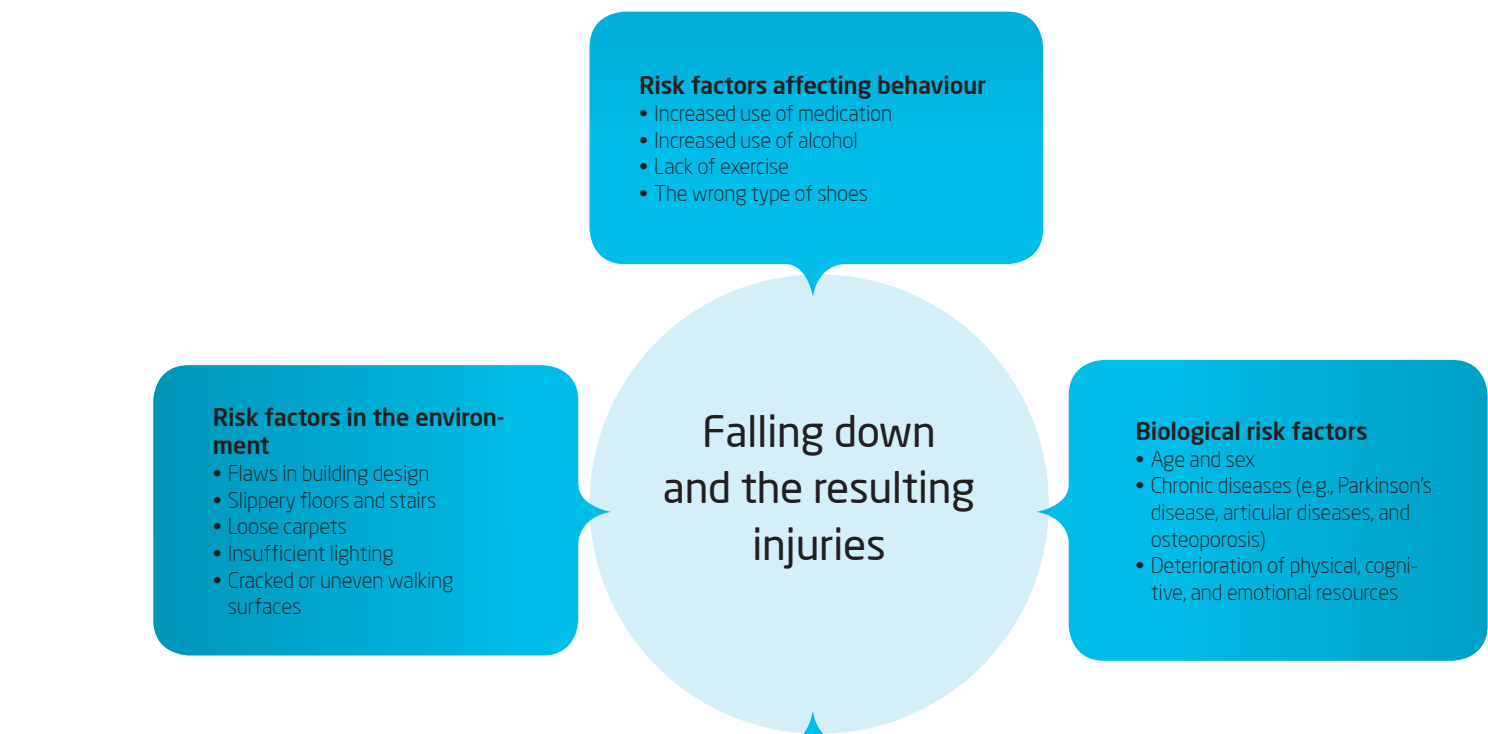 Risk factors affecting behaviour
• Increased use of medication
• Increased use of alcohol
• Lack of exercise
• The wrong type of shoes
Risk factors in the environ-
ment
• Flaws in building design
• Slippery floors and stairs
• Loose carpets
• Insufficient lighting
• Cracked or uneven walking
surfaces
Falling down
and the resulting
injuries
Biological risk factors
• Age and sex
• Chronic diseases (e.g., Parkinson's
disease, articular diseases, and
osteoporosis)
• Deterioration of physical, cogni-
tive, and emotional resources